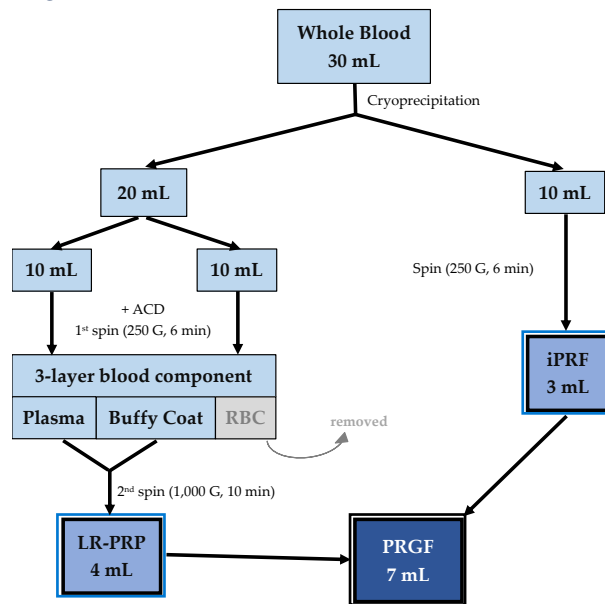 Whole Blood
30 mL
Cryoprecipitation
20 mL
10 mL
10 mL
10 mL
Spin (250 G, 6 min)
+ ACD
1st spin (250 G, 6 min)
3-layer blood component
Plasma
Buffy Coat
RBC
removed
iPRF
3 mL
2nd spin (1,000 G, 10 min)
LR-PRP
4 mL
PRGF
7 mL